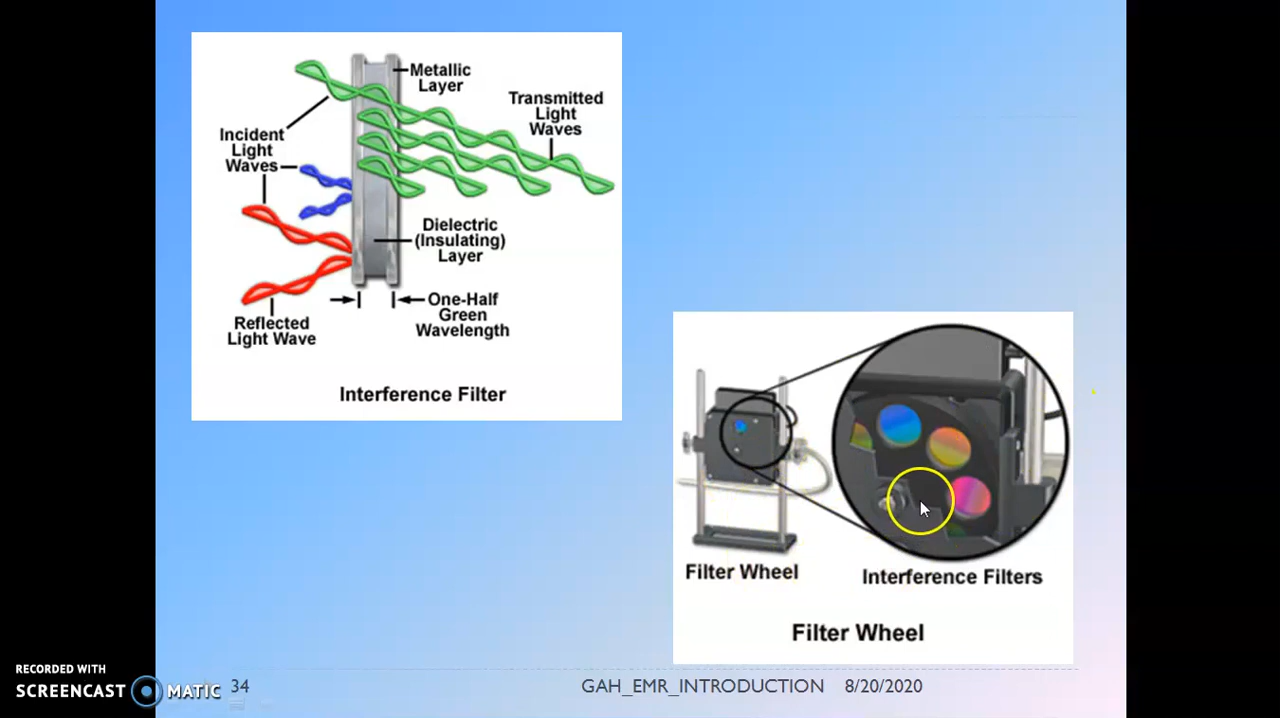 Metallic
Layer
Transmitted
Light
Waves
Incident
Light
Waves
Dielectric
(Insulating)
Layer
One-Half
Green
Wavelength
Reflected
Light Wave
Interference Filter
Filter Wheel
Interference Filters
Filter Wheel
RECORDED WITH
SCREENCAST MATIC
34
GAH_EMR_INTRODUCTION
8/20/2020